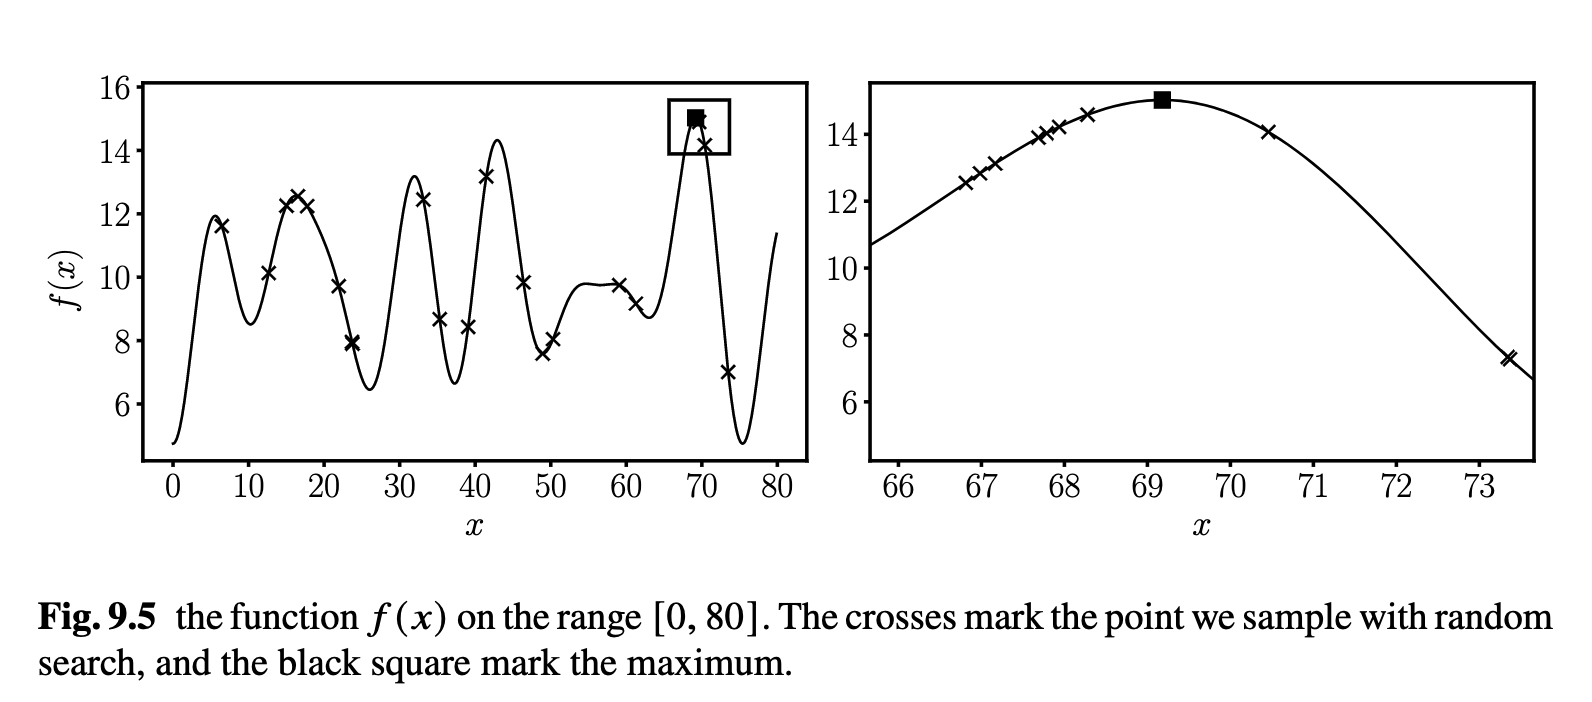 16
14
12
10
8
6
f(x)
0 10 20 30 40 50 60 70 80
x
14
12
10
8
6
66 67 68 69 70 71 72 73
x
Fig. 9.5 the function f(x) on the range [0, 80]. The crosses mark the point we sample with random
search, and the black square mark the maximum.